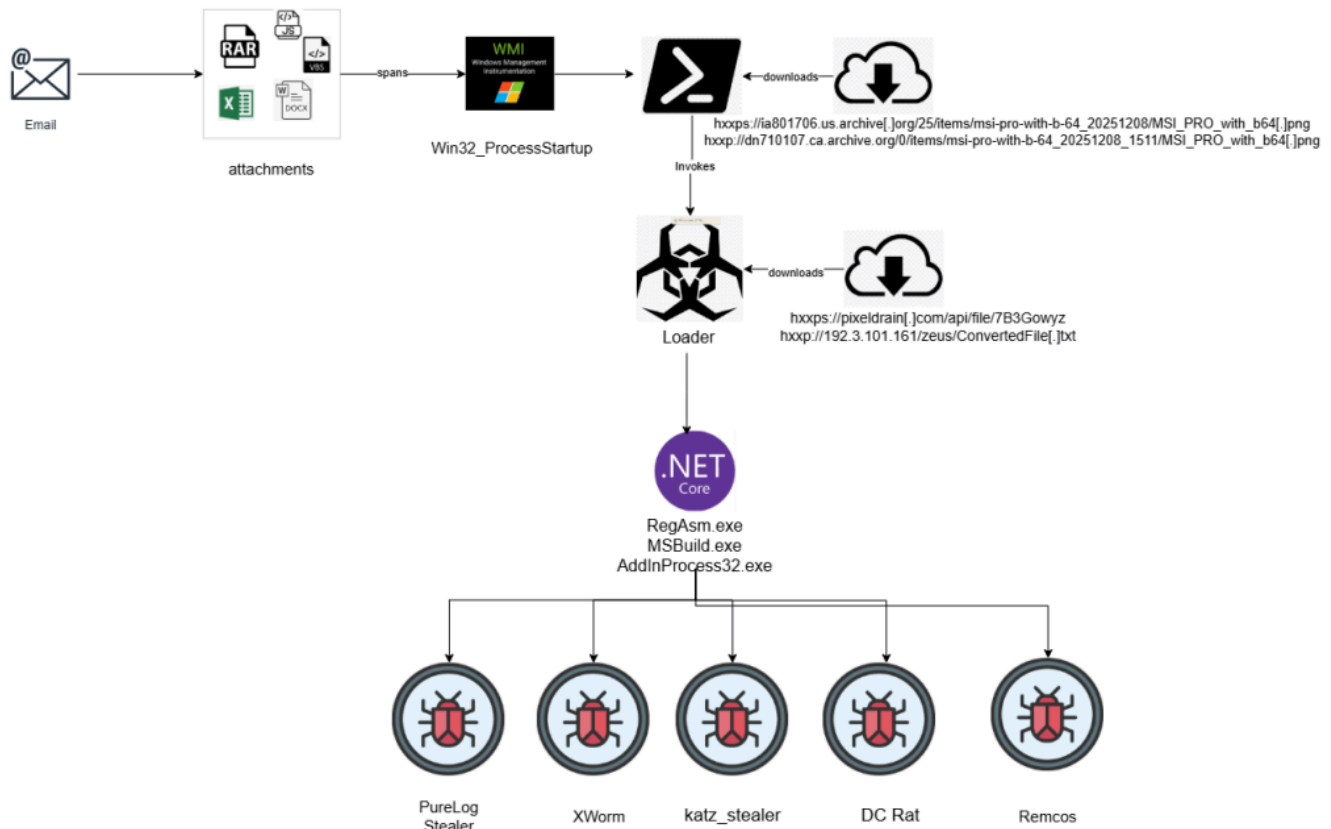 @
Email
RAR
</>
JS
</>
VBS
X
W
DOCX
attachments
spans
WMI
Windows Management
Instrumentation
Win32_ProcessStartup
downloads
hxxps://ia801706.us.archive[.]org/25/items/msi-pro-with-b-64_20251208/MSI_PRO_with_b64[.]png
hxxp://dn710107.ca.archive.org/0/items/msi-pro-with-b-64_20251208_1511/MSI_PRO_with_b64[.]png
Invokes
Loader
downloads
hxxps://pixeldrain[.]com/api/file/7B3Gowyz
hxxp://192.3.101.161/zeus/ConvertedFile[.]txt
.NET
Core
RegAsm.exe
MSBuild.exe
AddInProcess32.exe
PureLog
Stealer
XWorm
katz_stealer
DC Rat
Remcos